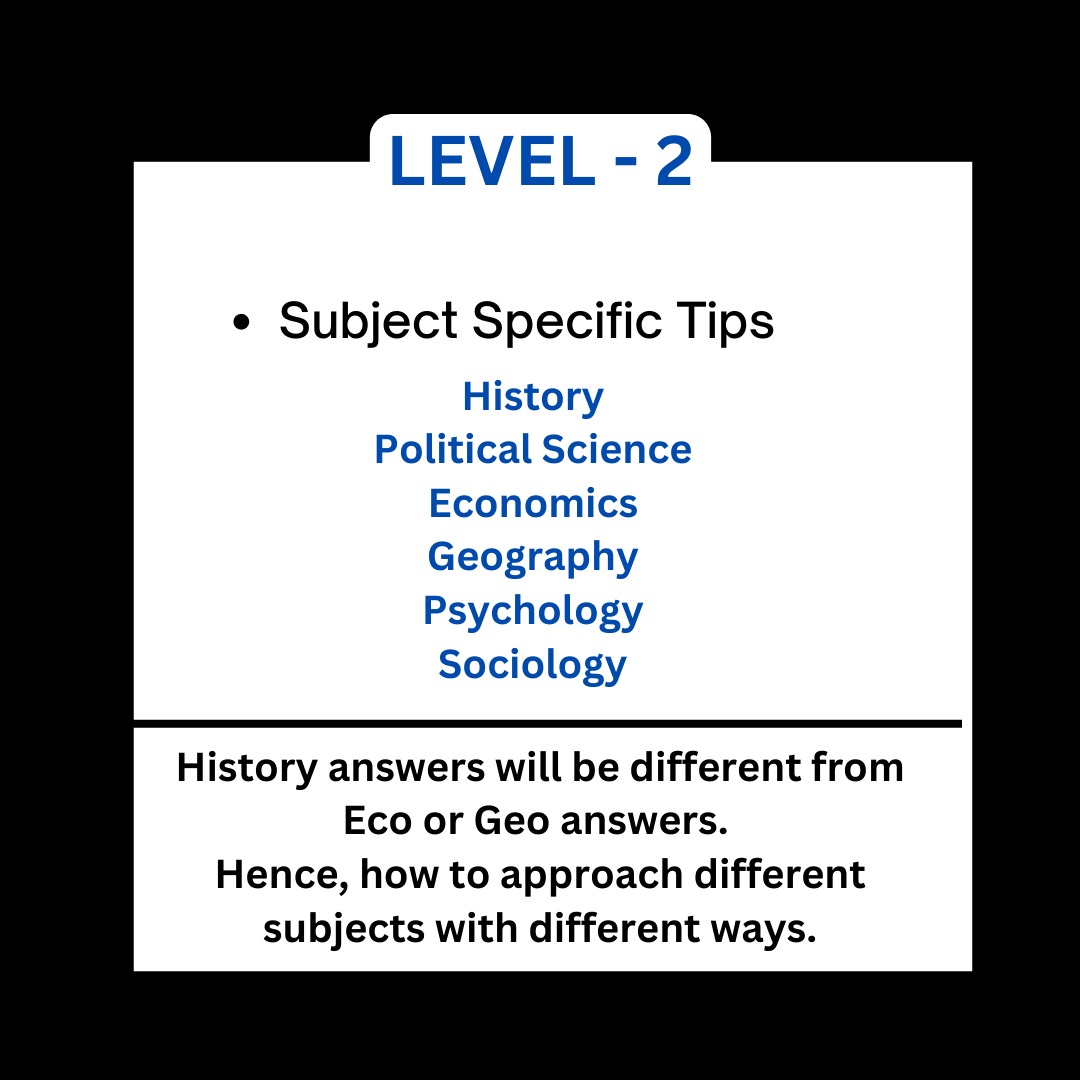 LEVEL - 2
• Subject Specific Tips
History
Political Science
Economics
Geography
Psychology
Sociology
History answers will be different from
Eco or Geo answers.
Hence, how to approach different
subjects with different ways.